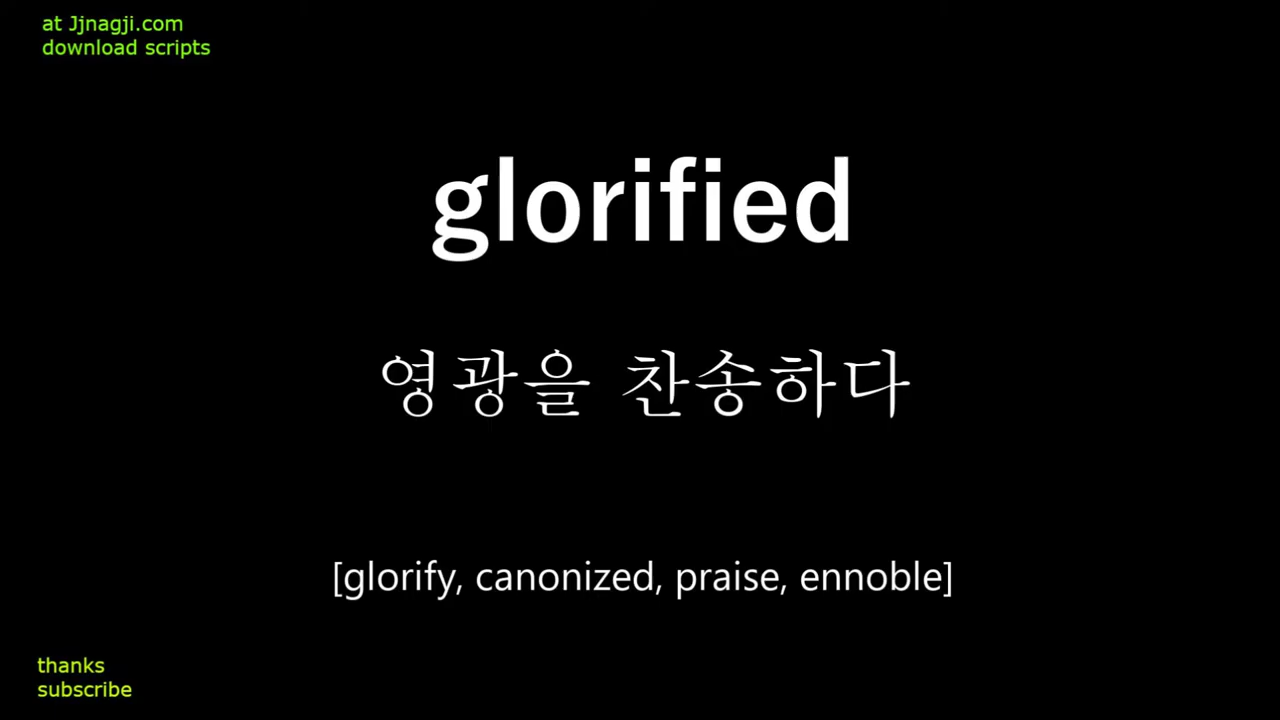 at Jjnagji.com
download scripts
glorified
영광을 찬송하다
[glorify, canonized, praise, ennoble]
thanks
subscribe